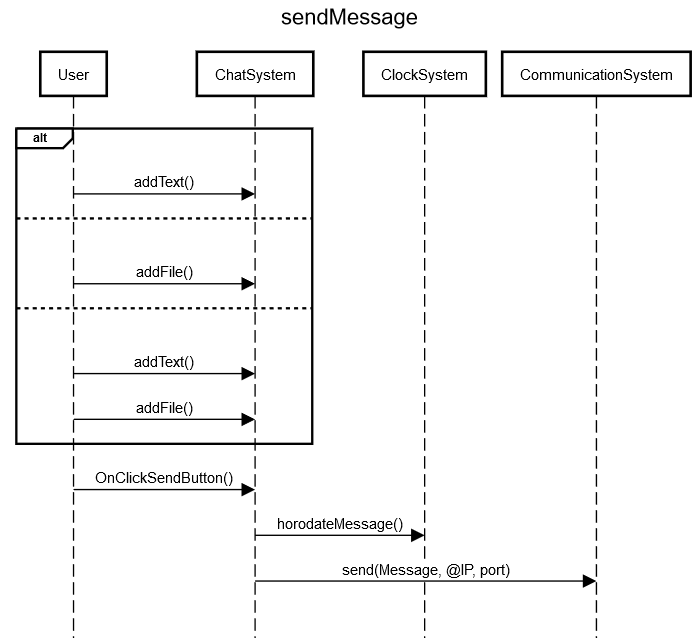 sendMessage
User
ChatSystem
ClockSystem
CommunicationSystem
alt
addText()
addFile()
addText()
addFile()
OnClickSendButton()
horodateMessage()
send(Message, @IP, port)